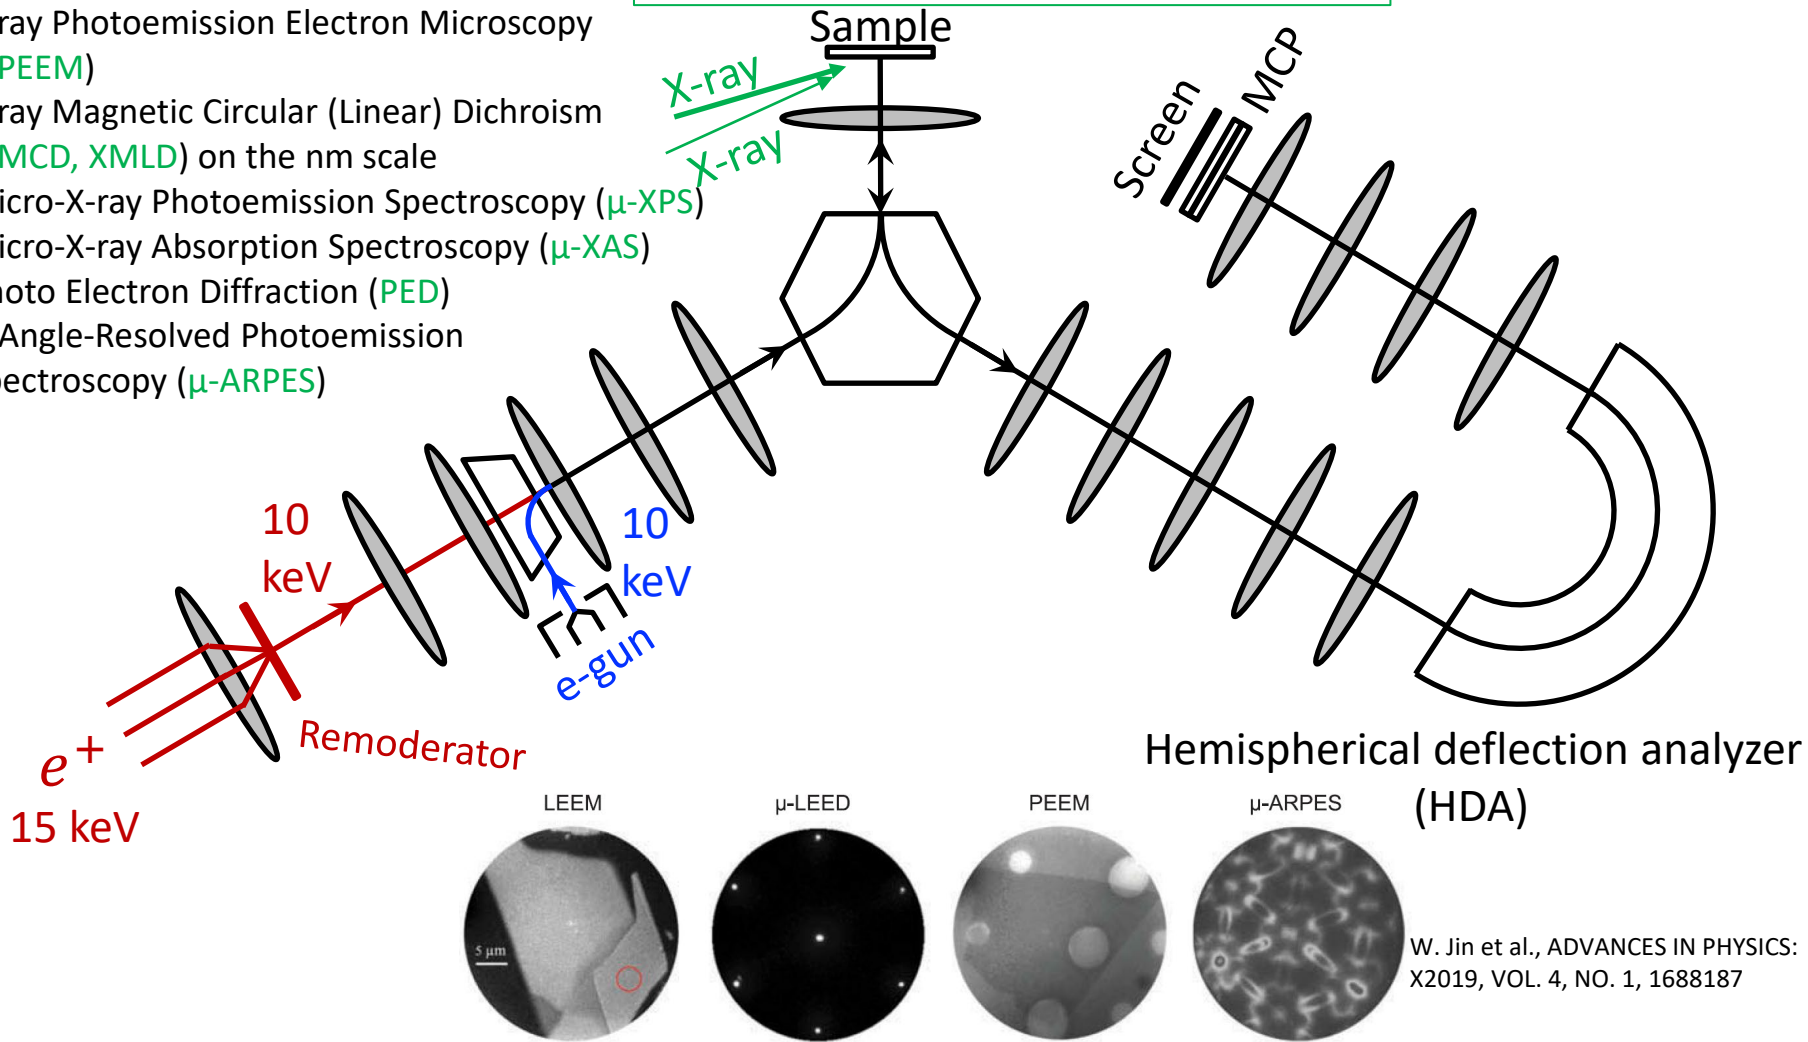 ray Photoemission Electron Microscopy
PEEM)
ray Magnetic Circular (Linear) Dichroism
MCD, XMLD) on the nm scale
icro-X-ray Photoemission Spectroscopy (µ-XPS)
icro-X-ray Absorption Spectroscopy (µ-XAS)
hoto Electron Diffraction (PED)
Angle-Resolved Photoemission
pectroscopy (µ-ARPES)
Sample
X-ray
X-ray
Screen
MCP
10
keV
10
keV
e-gun
Remoderator
e+
15 keV
Hemispherical deflection analyzer
(HDA)
LEEM
µ-LEED
PEEM
µ-ARPES
5 µm
W. Jin et al., ADVANCES IN PHYSICS:
X2019, VOL. 4, NO. 1, 1688187